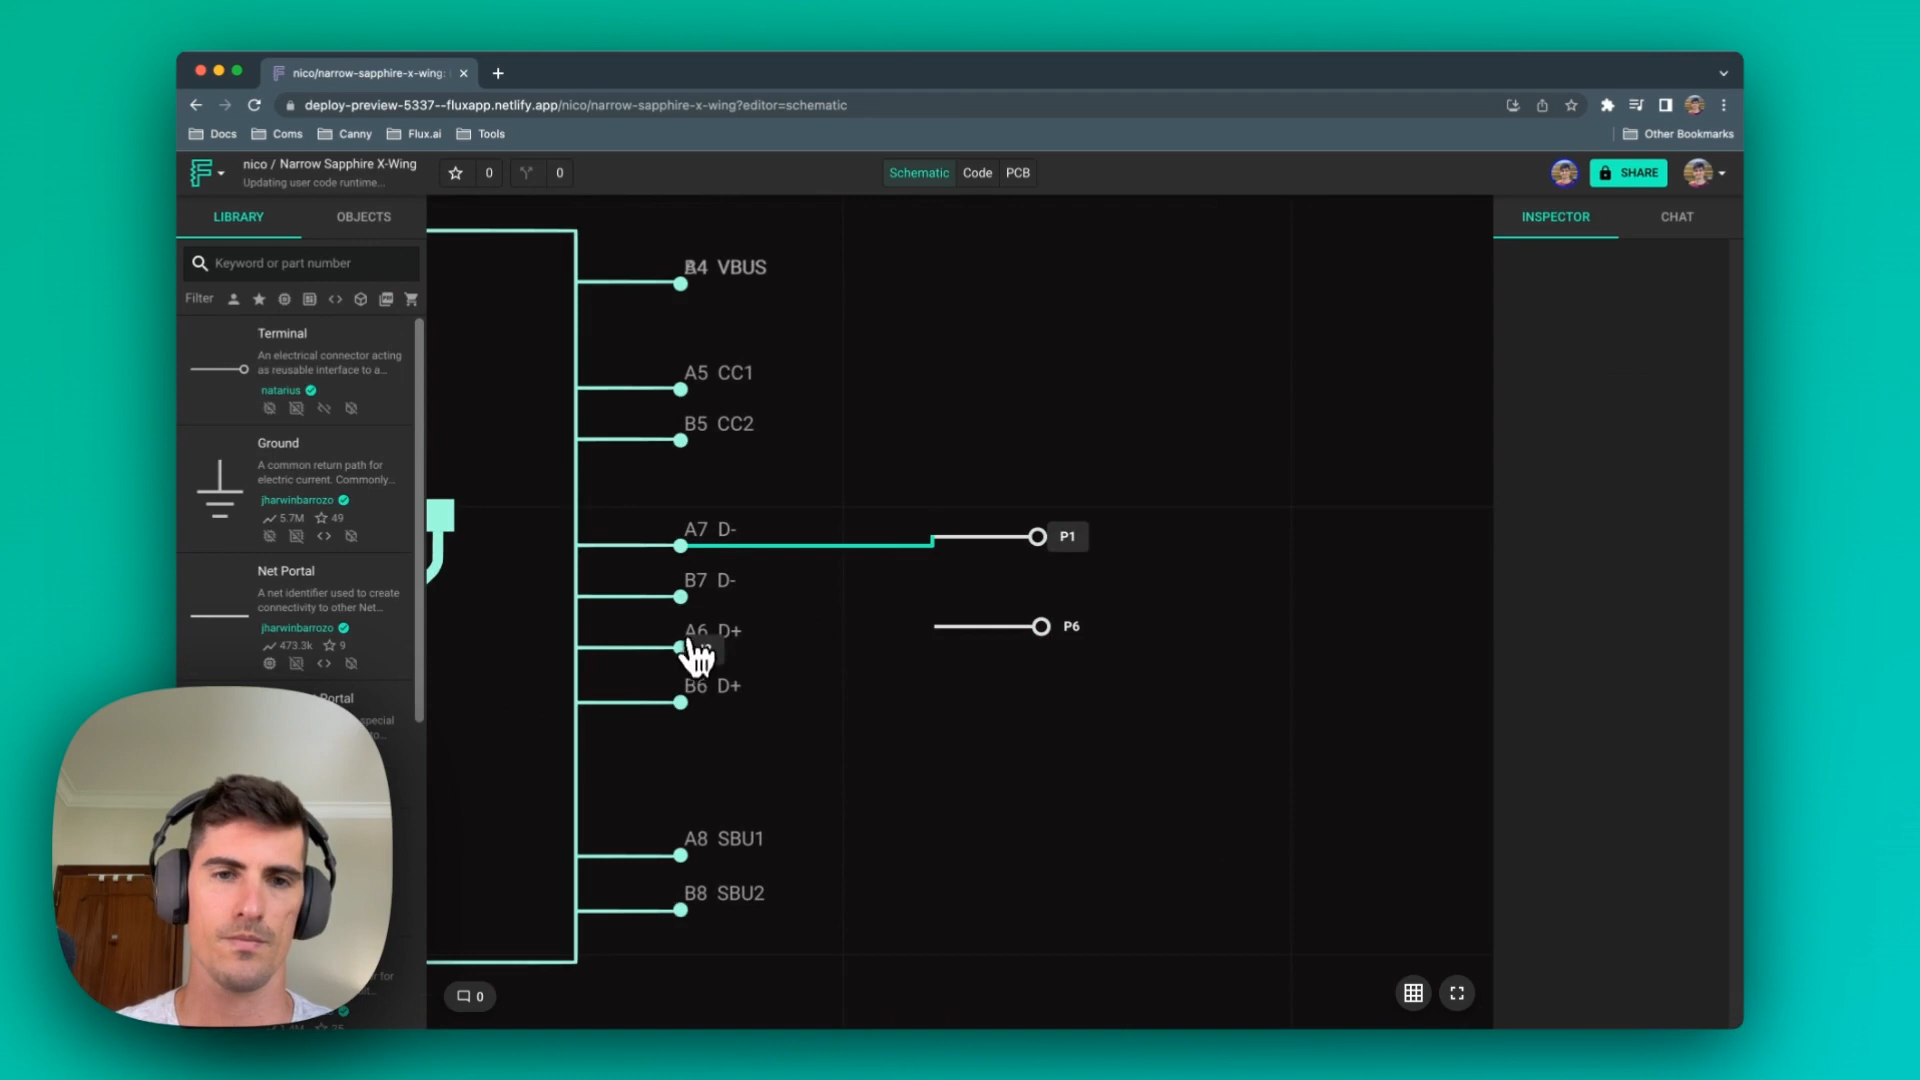 nico/narrow-sapphire-x-wing:
deploy-preview-5337--fluxapp.netlify.app/nico/narrow-sapphire-x-wing?editor=schematic
Docs Coms Canny Flux.ai Tools Other Bookmarks
nico / Narrow Sapphire X-Wing
Updating user code runtime...
0 0
Schematic Code PCB
SHARE
LIBRARY OBJECTS
INSPECTOR CHAT
Keyword or part number
Filter
Terminal
An electrical connector acting
as reusable interface to a...
natarius
Ground
A common return path for
electric current. Commonly...
jharwinbarrozo
5.7M 49
Net Portal
A net identifier used to create
connectivity to other Net...
jharwinbarrozo
473.3k 9
Portal
special
to...
for
VBUS
A5 CC1
B5 CC2
A7 D-
P1
B7 D-
A6 D+
P6
B6 D+
A8 SBU1
B8 SBU2
0